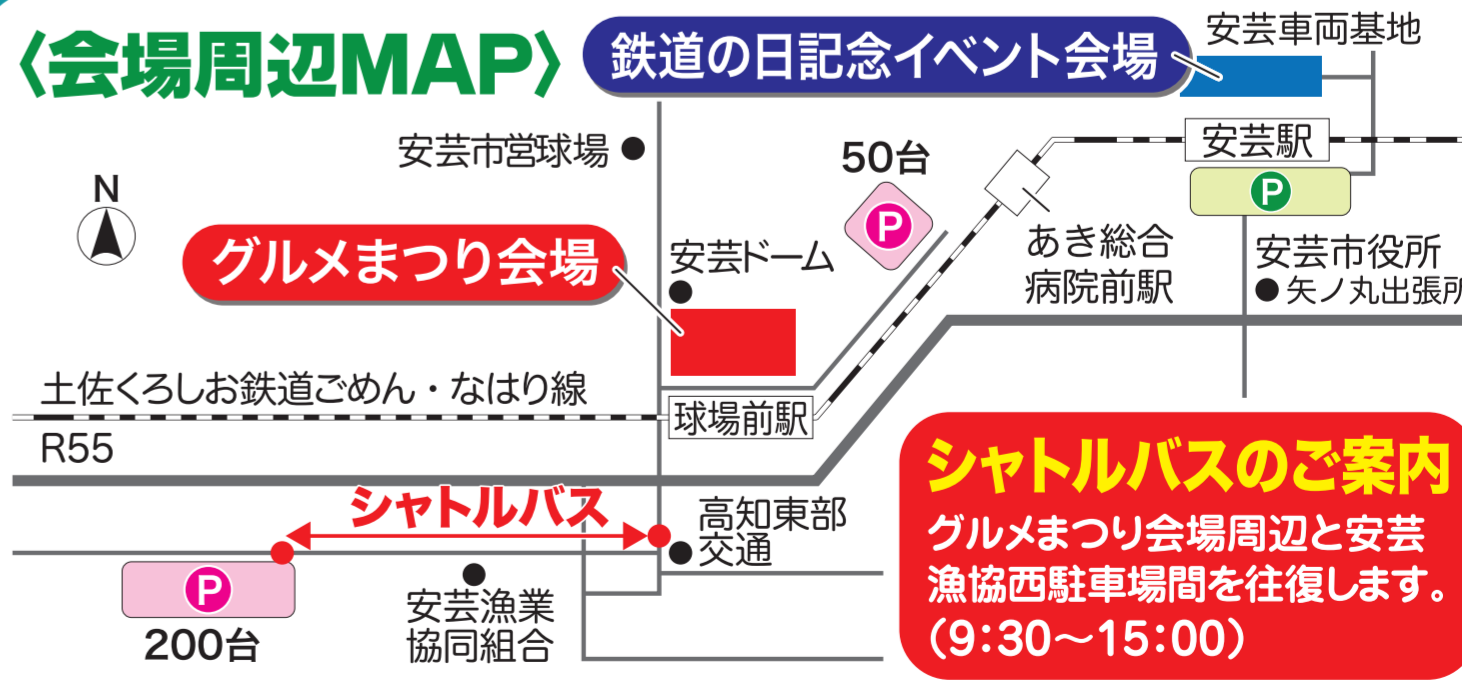 〈会場周辺MAP〉
鉄道の日記念イベント会場
安芸車両基地
安芸市営球場
50台
安芸駅
N
P
P
グルメまつり会場
安芸ドーム
あき総合
病院前駅
安芸市役所
矢ノ丸出張所
土佐くろしお鉄道ごめん・なはり線
球場前駅
R55
シャトルバス
高知東部
交通
P
200台
安芸漁業
協同組合
シャトルバスのご案内
グルメまつり会場周辺と安芸
漁協西駐車場間を往復します。
（9：30～15：00）